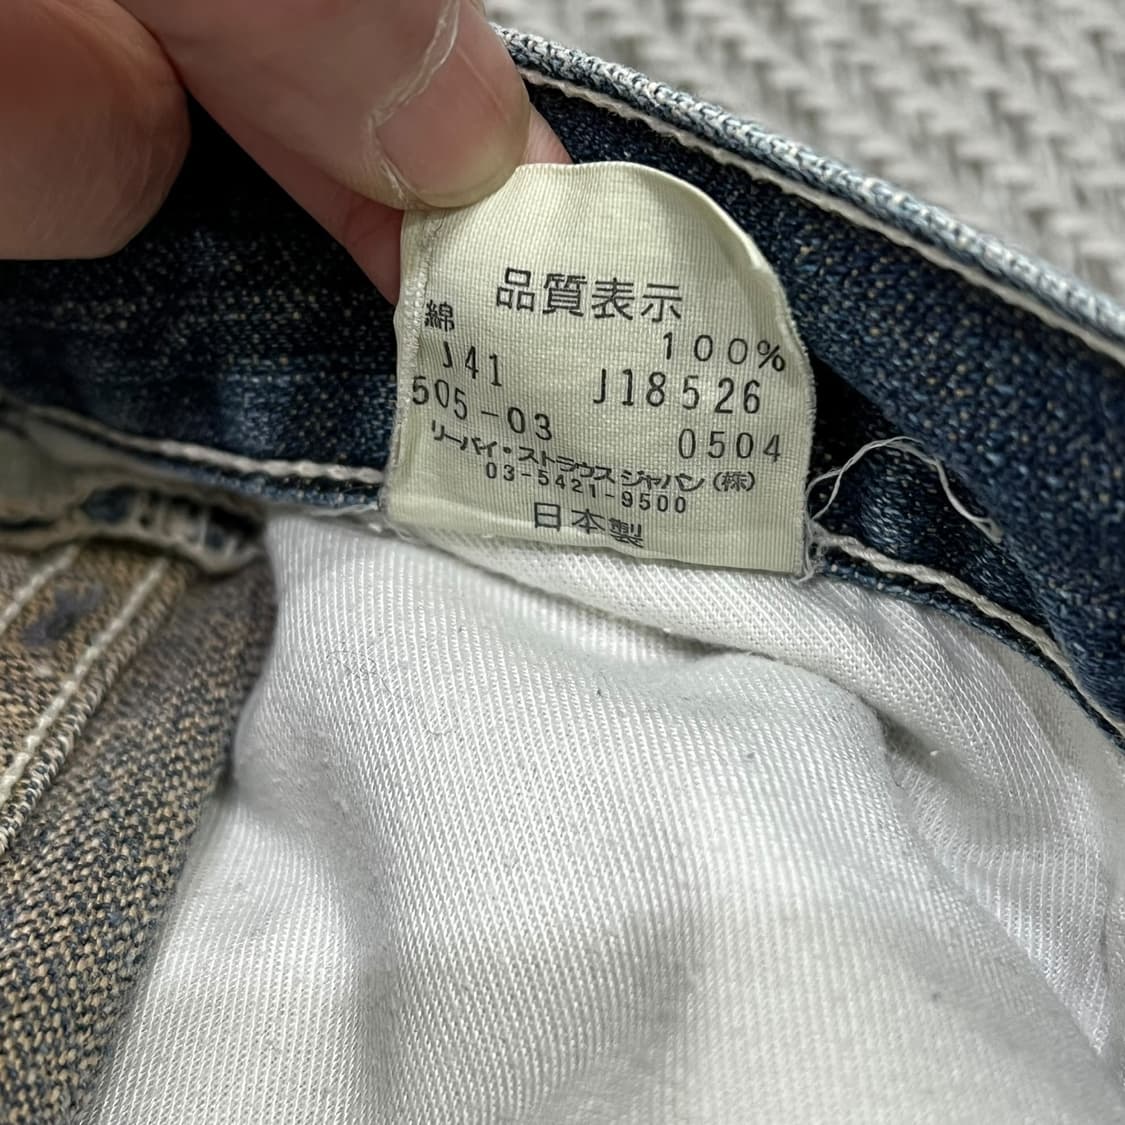 品質表示
綿 100%
J41 J18526
505-03 0504
リーバイ・ストラウス ジャパン(株)
03-5421-9500
日本製